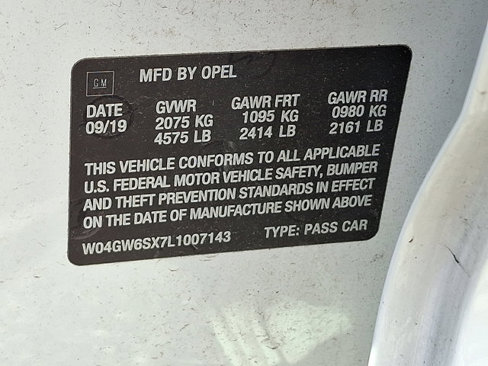 GM
MFD BY OPEL
DATE GVWR GAWR FRT GAWR RR
09/19 2075 KG 1095 KG 0980 KG
4575 LB 2414 LB 2161 LB
THIS VEHICLE CONFORMS TO ALL APPLICABLE
U.S. FEDERAL MOTOR VEHICLE SAFETY, BUMPER
AND THEFT PREVENTION STANDARDS IN EFFECT
ON THE DATE OF MANUFACTURE SHOWN ABOVE
W04GW6SX7L1007143 TYPE: PASS CAR